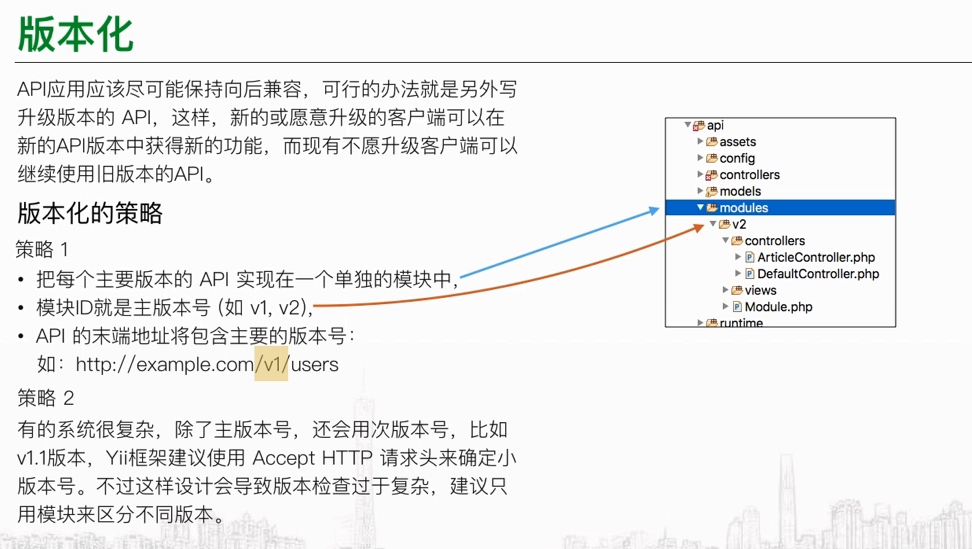 版本化
API应用应该尽可能保持向后兼容，可行的办法就是另外写
升级版本的 API，这样，新的或愿意升级的客户端可以在
新的API版本中获得新的功能，而现有不愿升级客户端可以
继续使用旧版本的API。
版本化的策略
策略 1
• 把每个主要版本的 API 实现在一个单独的模块中，
• 模块ID就是主版本号 (如 v1, v2)，
• API 的末端地址将包含主要的版本号：
如：http://example.com/v1/users
策略 2
有的系统很复杂，除了主版本号，还会用次版本号，比如
v1.1版本，Yii框架建议使用 Accept HTTP 请求头来确定小
版本号。不过这样设计会导致版本检查过于复杂，建议只
用模块来区分不同版本。
api
assets
config
controllers
models
modules
v2
controllers
ArticleController.php
DefaultController.php
views
Module.php
runtime